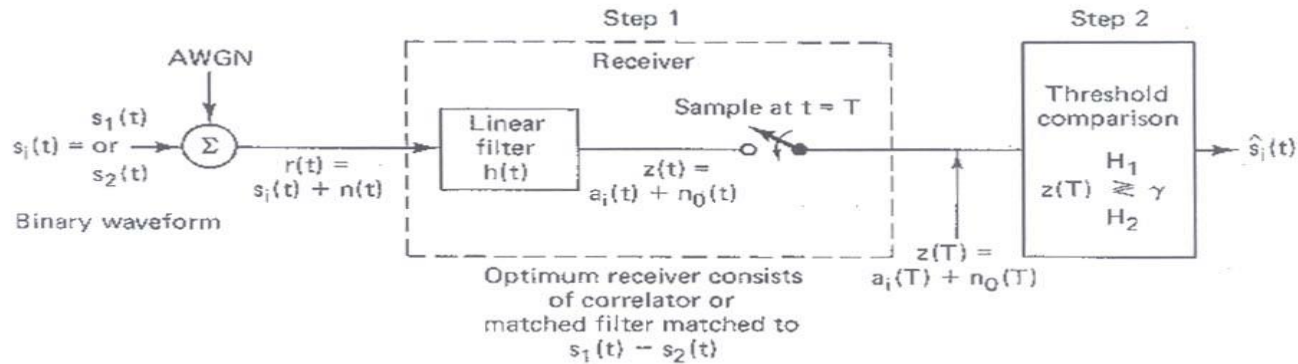 Step 1
Step 2
AWGN
Receiver
Sample at t = T
Threshold
comparison
H₁
z(T) ≷ γ
H₂
ŝᵢ(t)
s₁(t)
sᵢ(t) = or
s₂(t)
Σ
Binary waveform
r(t) =
sᵢ(t) + n(t)
Linear
filter
h(t)
z(t) =
aᵢ(t) + n₀(t)
z(T) =
aᵢ(T) + n₀(T)
Optimum receiver consists
of correlator or
matched filter matched to
s₁(t) − s₂(t)